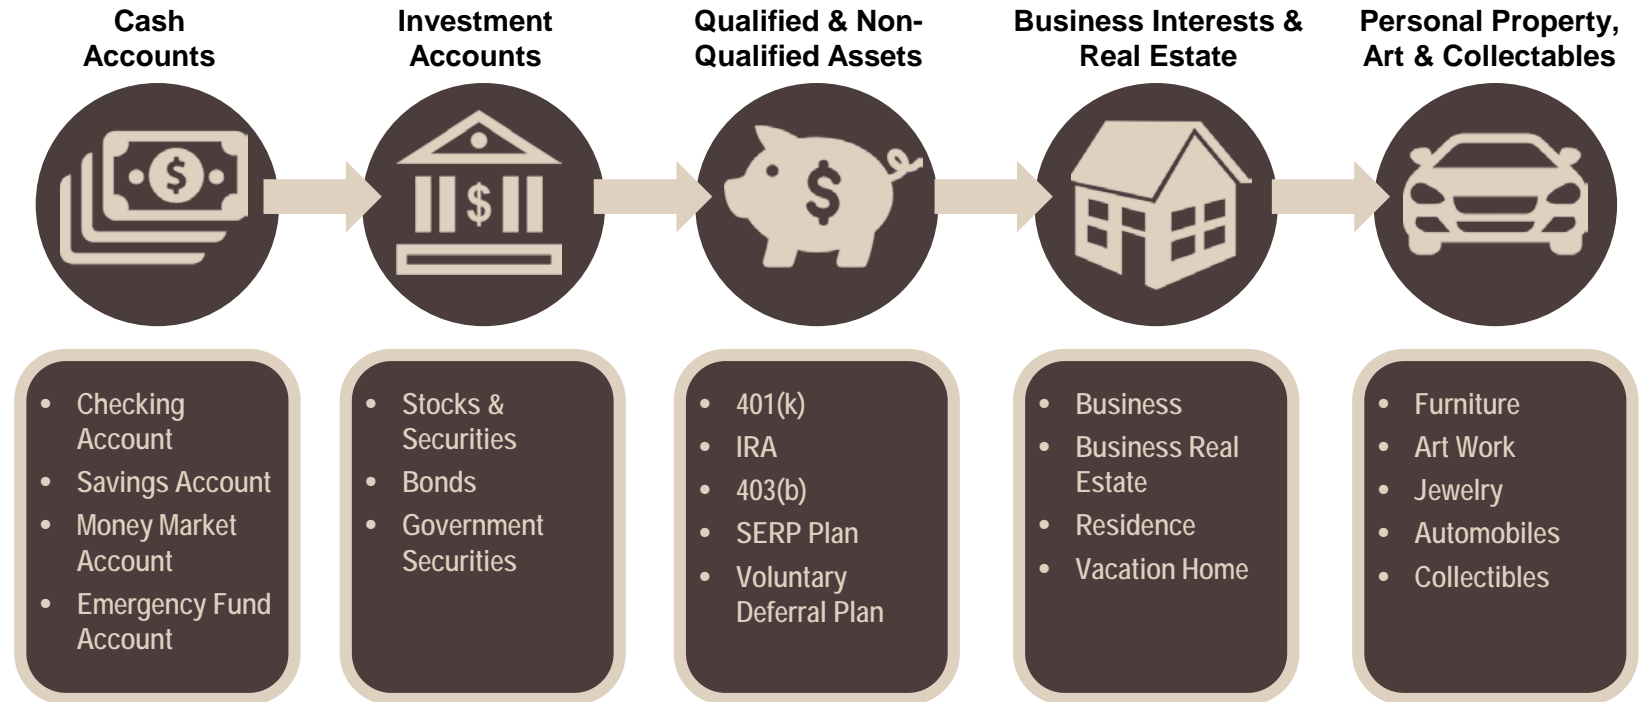 Cash
Accounts
Investment
Accounts
Qualified & Non-
Qualified Assets
Business Interests &
Real Estate
Personal Property,
Art & Collectables
$
$
$
• Checking
Account
• Savings Account
• Money Market
Account
• Emergency Fund
Account
• Stocks &
Securities
• Bonds
• Government
Securities
• 401(k)
• IRA
• 403(b)
• SERP Plan
• Voluntary
Deferral Plan
• Business
• Business Real
Estate
• Residence
• Vacation Home
• Furniture
• Art Work
• Jewelry
• Automobiles
• Collectibles